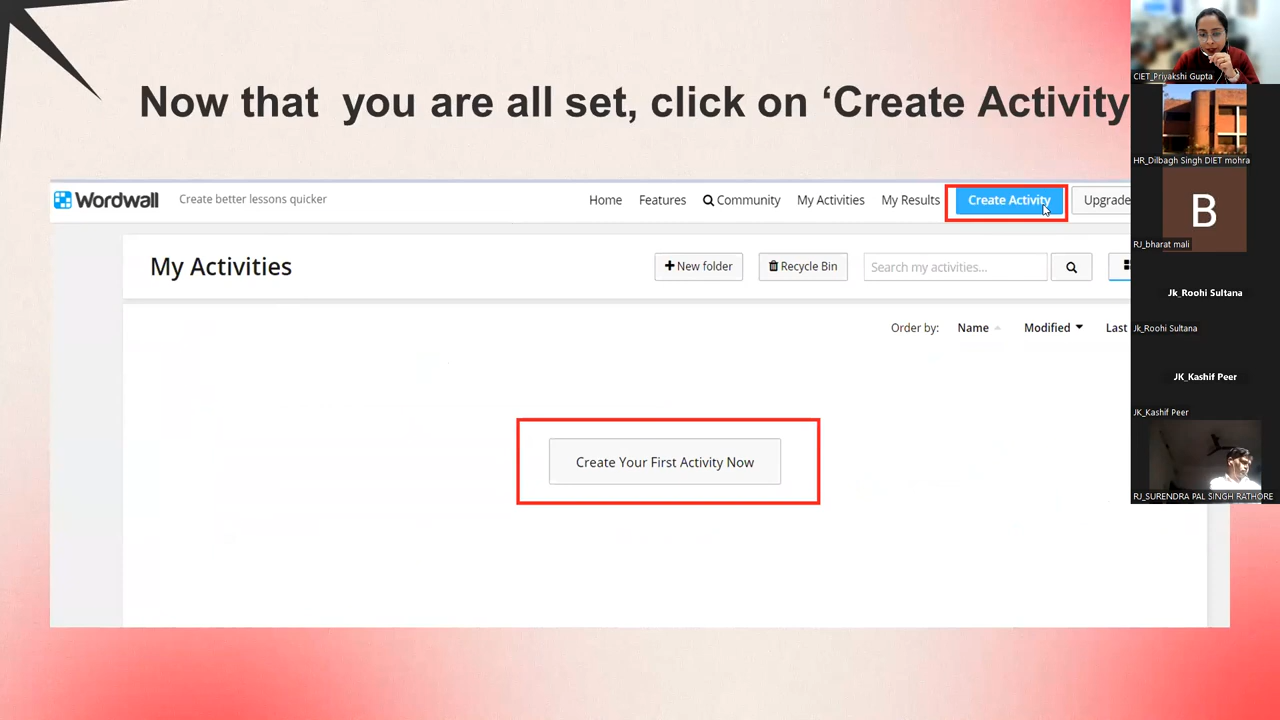 Now that you are all set, click on ‘Create Activity
Wordwall
Create better lessons quicker
Home
Features
Community
My Activities
My Results
Create Activity
Upgrade
My Activities
New folder
Recycle Bin
Search my activities...
Order by:
Name
Modified
Last
Create Your First Activity Now
CIET_Priyakshi Gupta
HR_Dilbagh Singh DIET mohra
B
RJ_bharat mali
Jk_Roohi Sultana
Jk_Roohi Sultana
JK_Kashif Peer
JK_Kashif Peer
RJ_SURENDRA PAL SINGH RATHORE